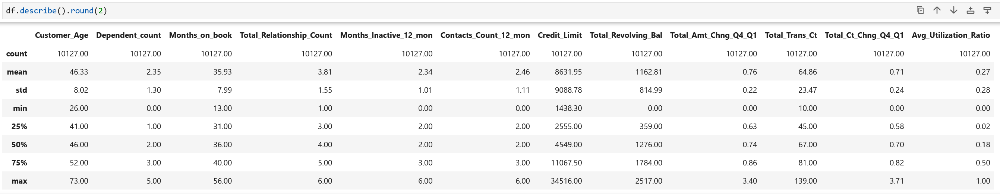 df.describe().round(2)
Customer_Age Dependent_count Months_on_book Total_Relationship_Count Months_Inactive_12_mon Contacts_Count_12_mon Credit_Limit Total_Revolving_Bal Total_Amt_Chng_Q4_Q1 Total_Trans_Ct Total_Ct_Chng_Q4_Q1 Avg_Utilization_Ratio
count 10127.00 10127.00 10127.00 10127.00 10127.00 10127.00 10127.00 10127.00 10127.00 10127.00 10127.00 10127.00
mean 46.33 2.35 35.93 3.81 2.34 2.46 8631.95 1162.81 0.76 64.86 0.71 0.27
std 8.02 1.30 7.99 1.55 1.01 1.11 9088.78 814.99 0.22 23.47 0.24 0.28
min 26.00 0.00 13.00 1.00 0.00 0.00 1438.30 0.00 0.00 10.00 0.00 0.00
25% 41.00 1.00 31.00 3.00 2.00 2.00 2555.00 359.00 0.63 45.00 0.58 0.02
50% 46.00 2.00 36.00 4.00 2.00 2.00 4549.00 1276.00 0.74 67.00 0.70 0.18
75% 52.00 3.00 40.00 5.00 3.00 3.00 11067.50 1784.00 0.86 81.00 0.82 0.50
max 73.00 5.00 56.00 6.00 6.00 6.00 34516.00 2517.00 3.40 139.00 3.71 1.00